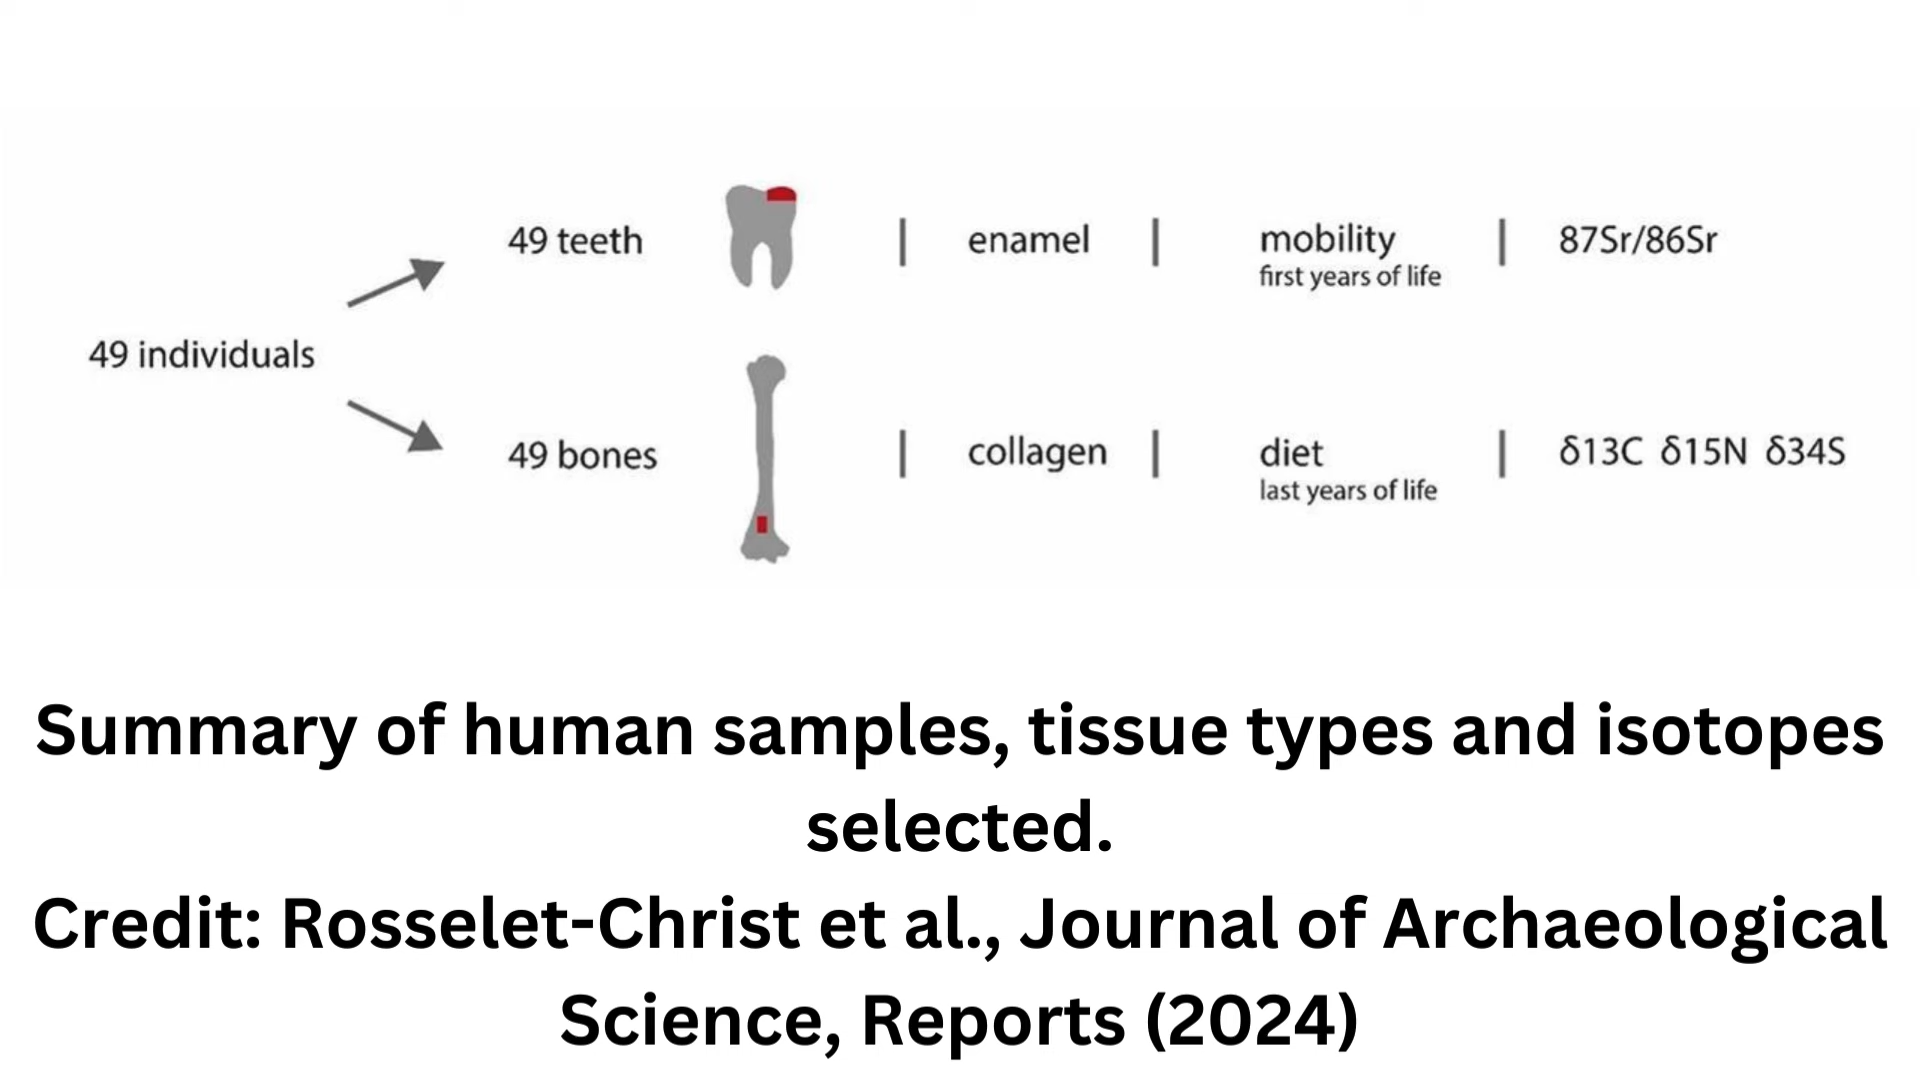 49 individuals
49 teeth | enamel | mobility | 87Sr/86Sr
first years of life
49 bones | collagen | diet | δ13C δ15N δ34S
last years of life
Summary of human samples, tissue types and isotopes
selected.
Credit: Rosselet-Christ et al., Journal of Archaeological
Science, Reports (2024)